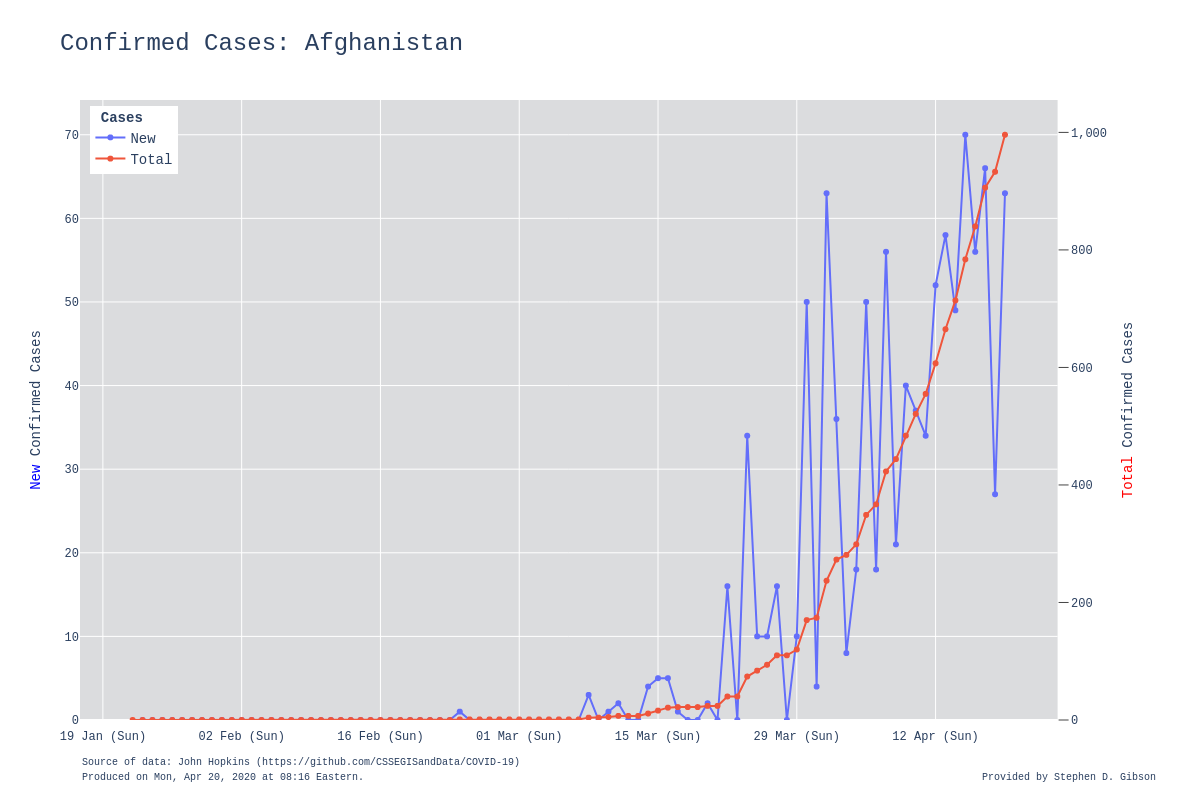 Confirmed Cases: Afghanistan
Cases
New
Total
70
60
50
40
30
20
10
0
New Confirmed Cases
1,000
800
600
400
200
0
Total Confirmed Cases
19 Jan (Sun) 02 Feb (Sun) 16 Feb (Sun) 01 Mar (Sun) 15 Mar (Sun) 29 Mar (Sun) 12 Apr (Sun)
Source of data: John Hopkins (https://github.com/CSSEGISandData/COVID-19)
Produced on Mon, Apr 20, 2020 at 08:16 Eastern.
Provided by Stephen D. Gibson